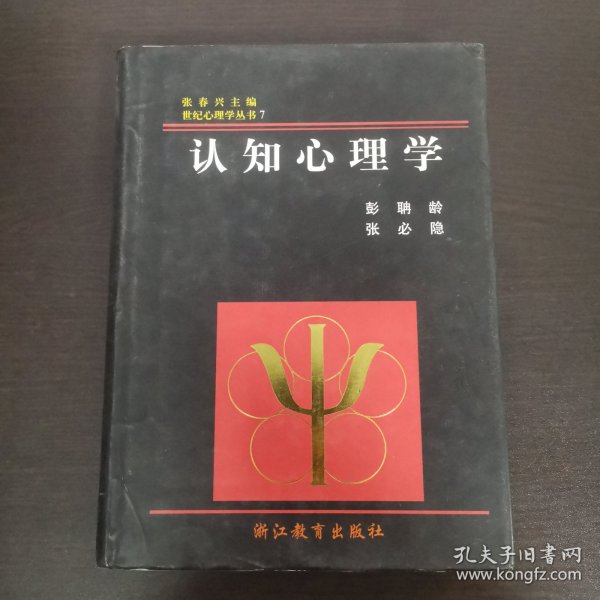 张春兴主编
世纪心理学丛书7
认知心理学
彭聃龄
张必隐
浙江教育出版社
孔夫子旧书网
www.kongfz.com